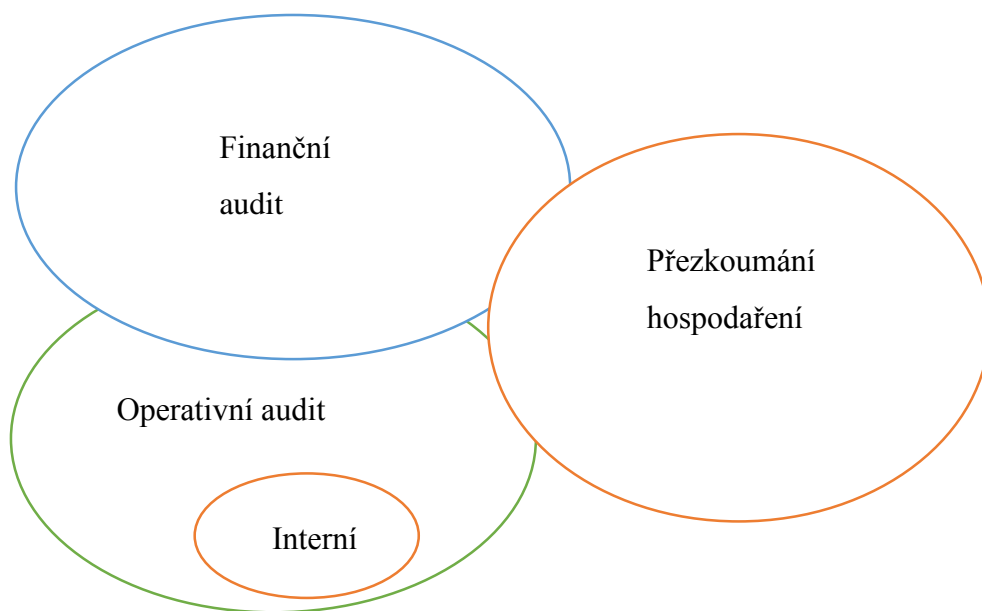 Finanční
audit
Přezkoumání
hospodaření
Operativní audit
Interní